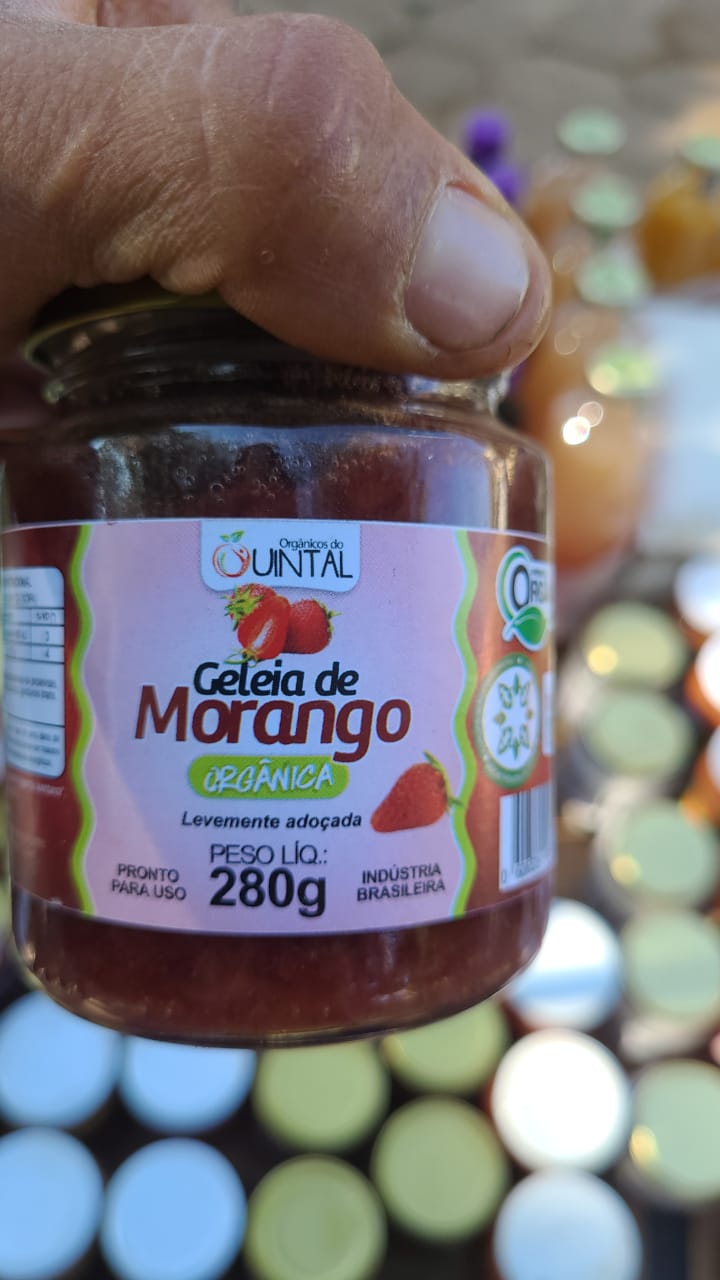 Orgânicos do
QUINTAL
Geleia de
Morango
ORGÂNICA
Levemente adoçada
PESO LÍQ.:
280g
PRONTO
PARA USO
INDÚSTRIA
BRASILEIRA